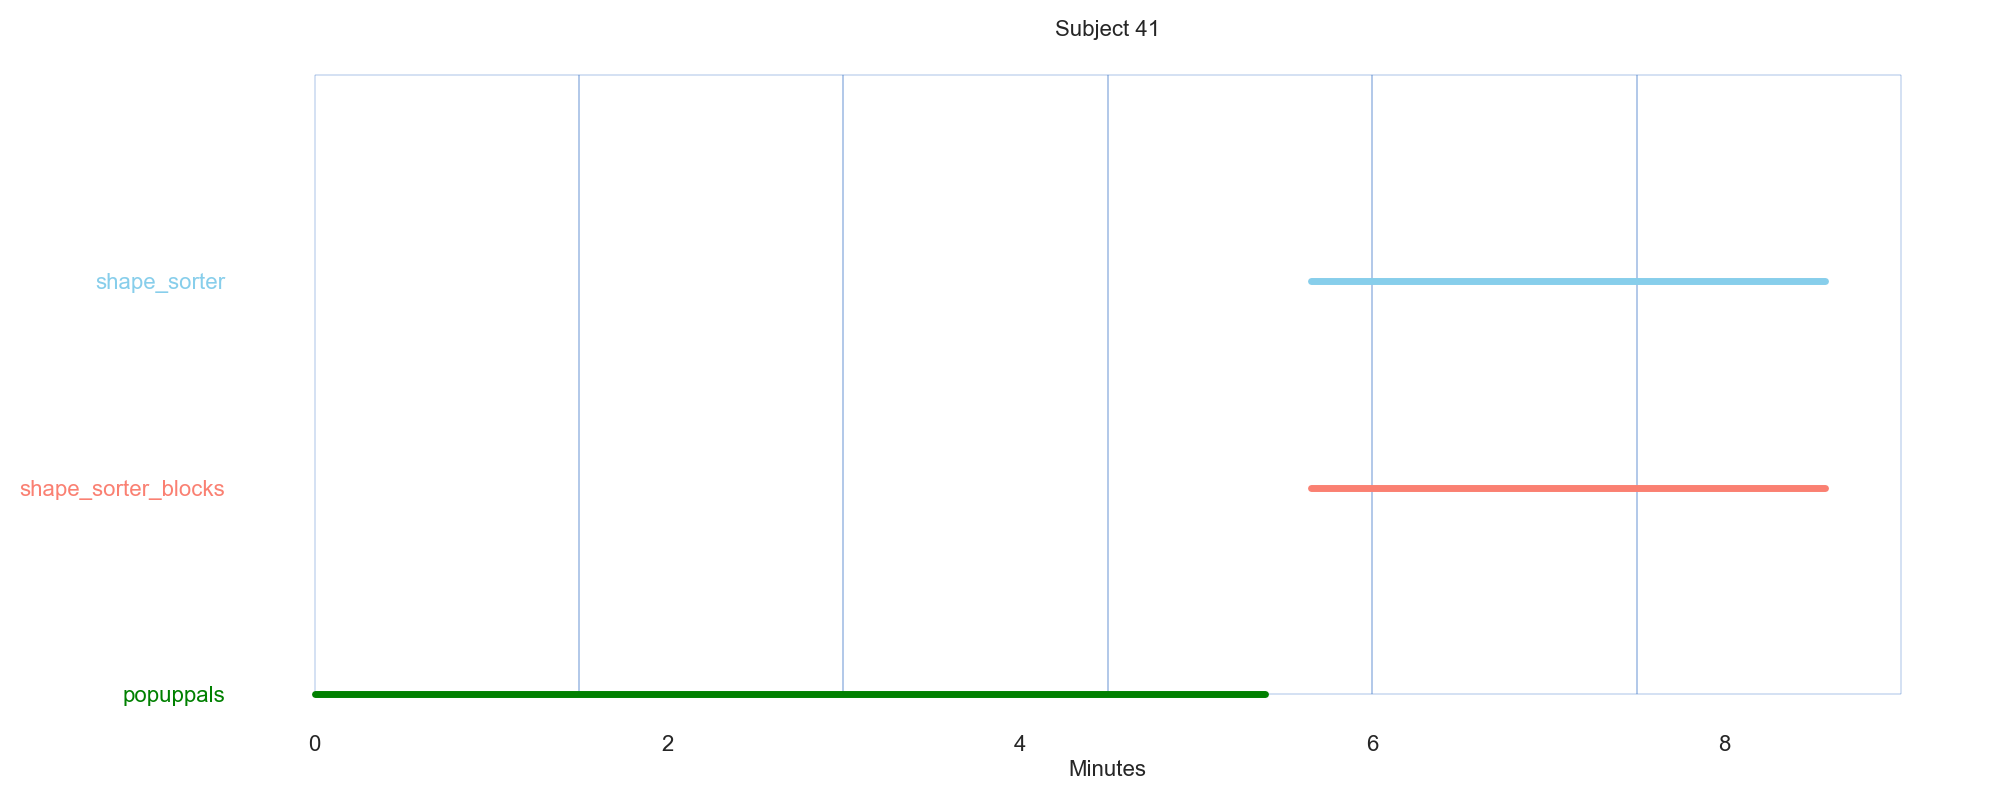 Subject 41
shape_sorter
shape_sorter_blocks
popuppals
0 2 4 6 8
Minutes